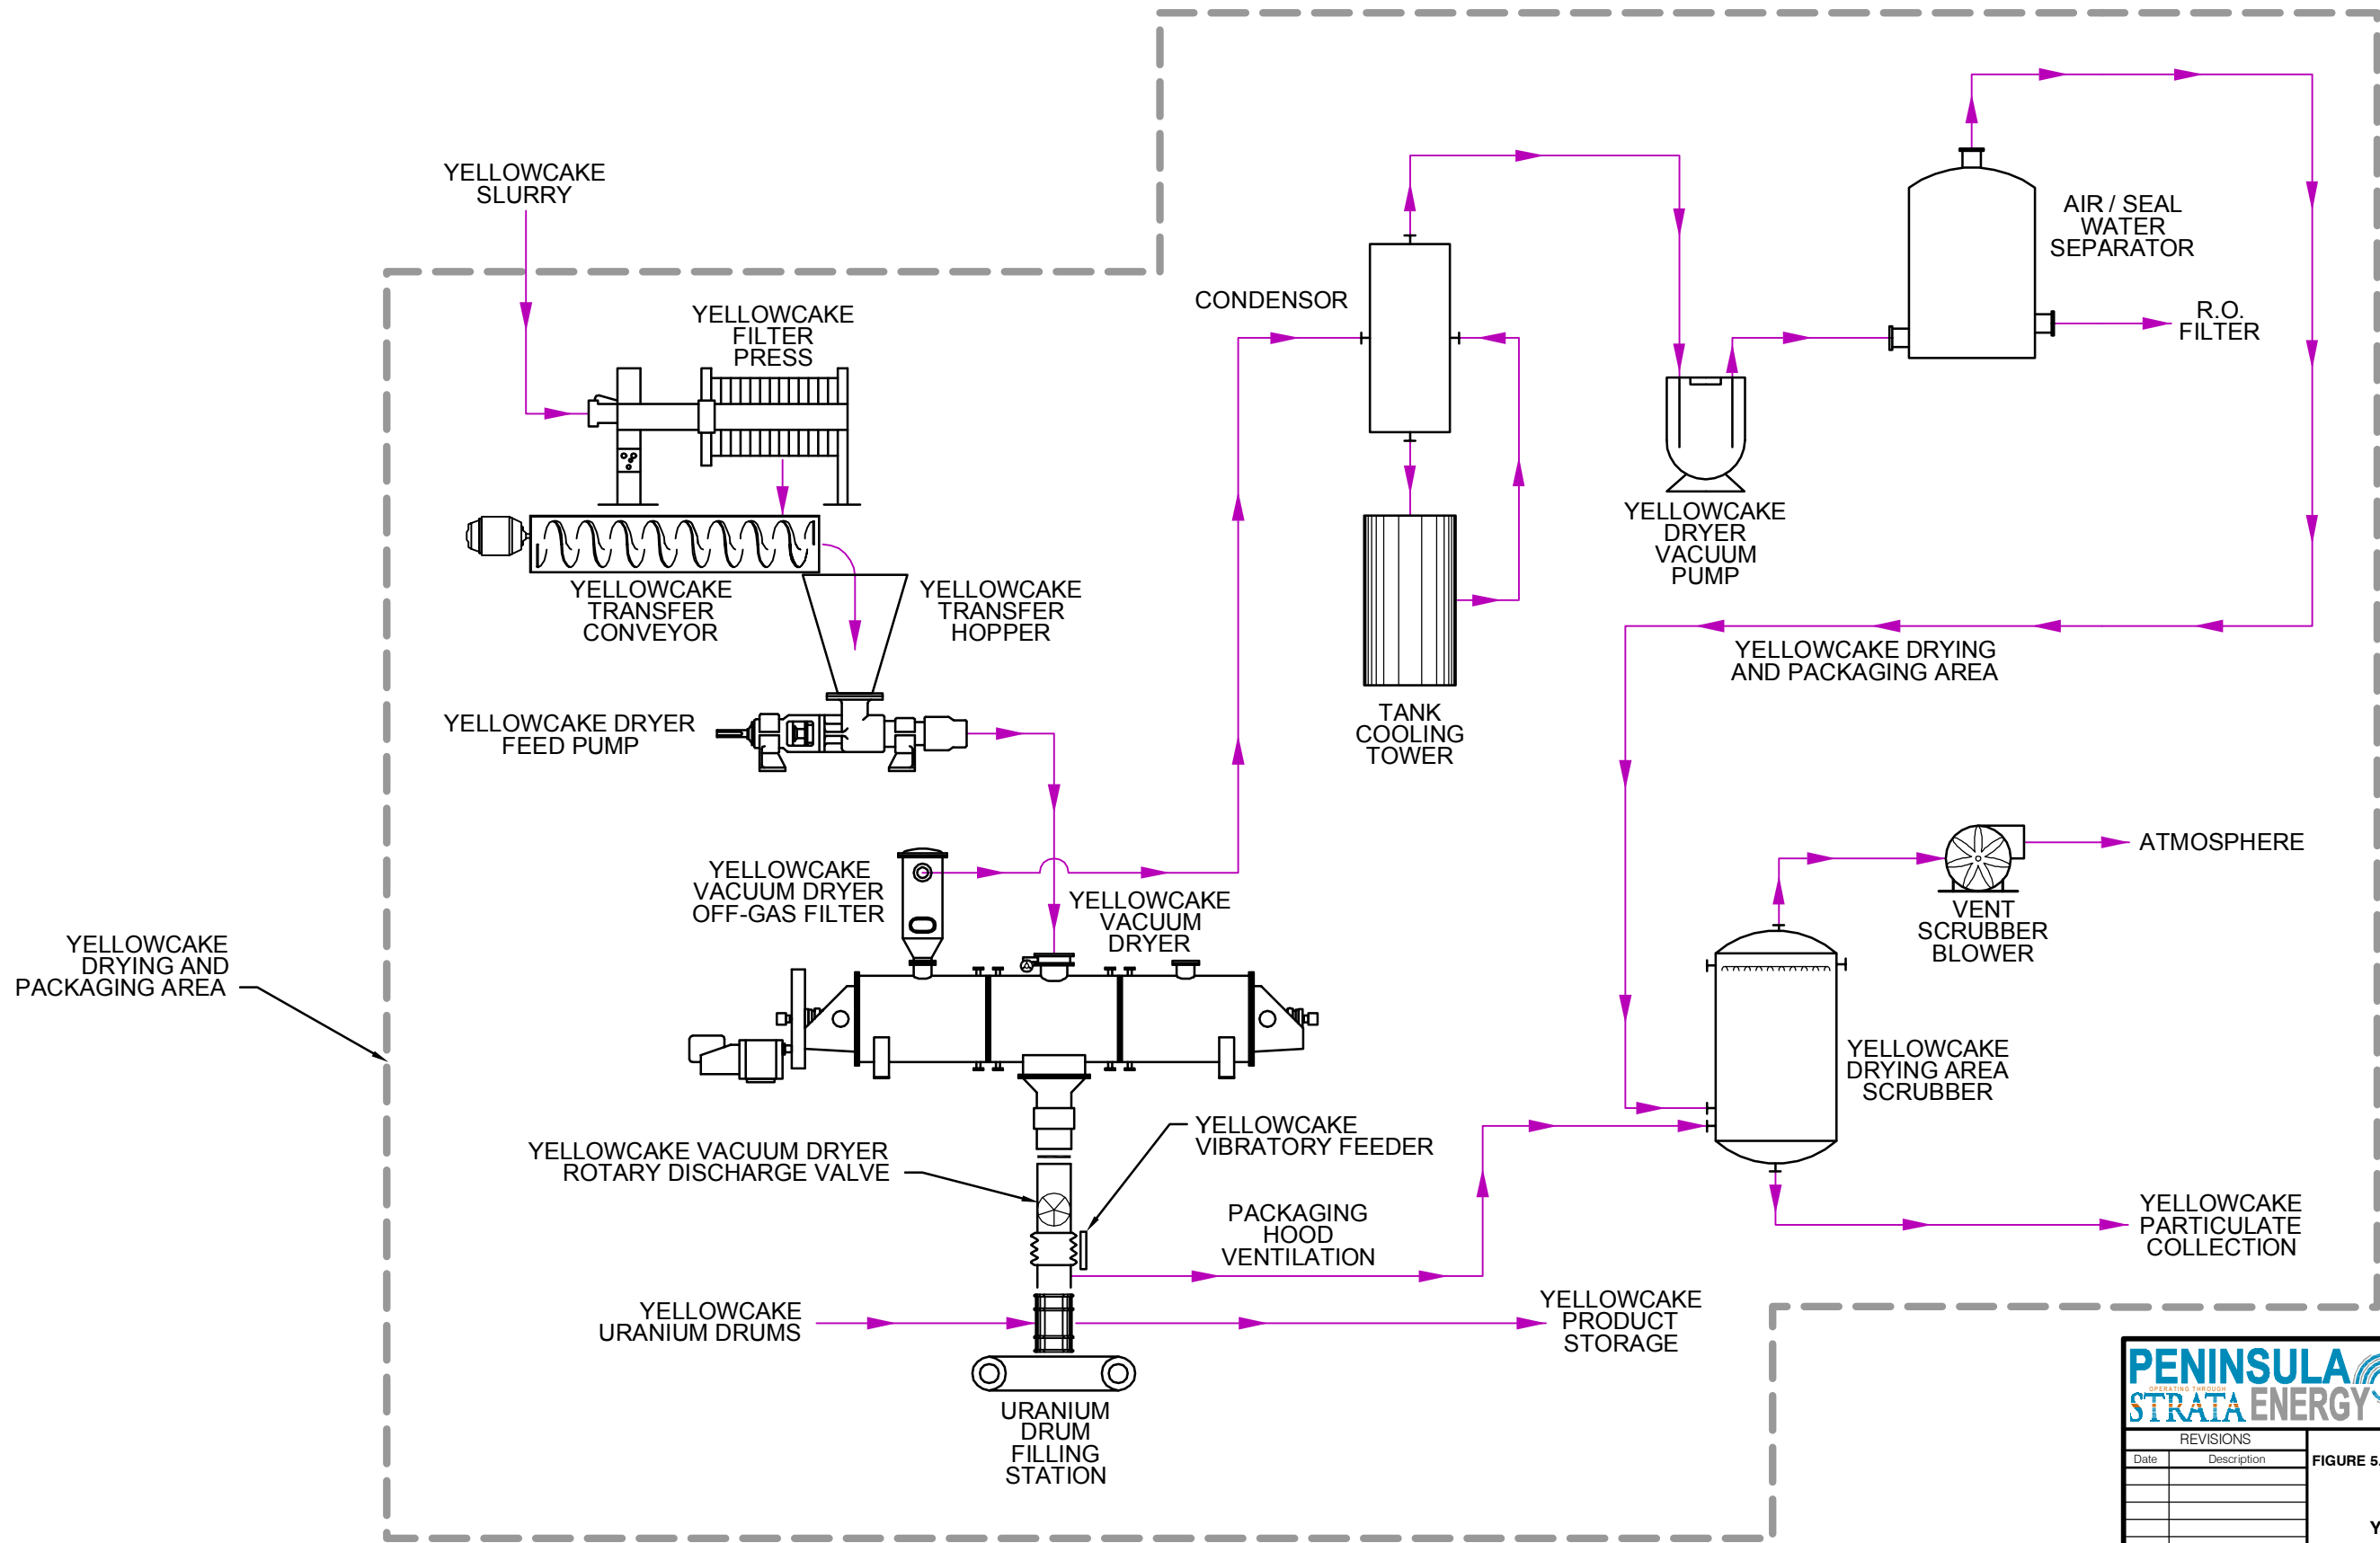 YELLOWCAKE
SLURRY
YELLOWCAKE
FILTER
PRESS
CONDENSOR
AIR / SEAL
WATER
SEPARATOR
R.O.
FILTER
YELLOWCAKE
DRYER
VACUUM
PUMP
YELLOWCAKE
TRANSFER
CONVEYOR
YELLOWCAKE
TRANSFER
HOPPER
YELLOWCAKE DRYING
AND PACKAGING AREA
TANK
COOLING
TOWER
YELLOWCAKE DRYER
FEED PUMP
YELLOWCAKE
VACUUM DRYER
OFF-GAS FILTER
YELLOWCAKE
VACUUM
DRYER
ATMOSPHERE
VENT
SCRUBBER
BLOWER
YELLOWCAKE
DRYING AND
PACKAGING AREA
YELLOWCAKE
DRYING AREA
SCRUBBER
YELLOWCAKE VACUUM DRYER
ROTARY DISCHARGE VALVE
YELLOWCAKE
VIBRATORY FEEDER
PACKAGING
HOOD
VENTILATION
YELLOWCAKE
PARTICULATE
COLLECTION
YELLOWCAKE
URANIUM DRUMS
YELLOWCAKE
PRODUCT
STORAGE
URANIUM
DRUM
FILLING
STATION
PENINSULA
OPERATING THROUGH
STRATA ENERGY
REVISIONS
Date Description
FIGURE 5.
Y